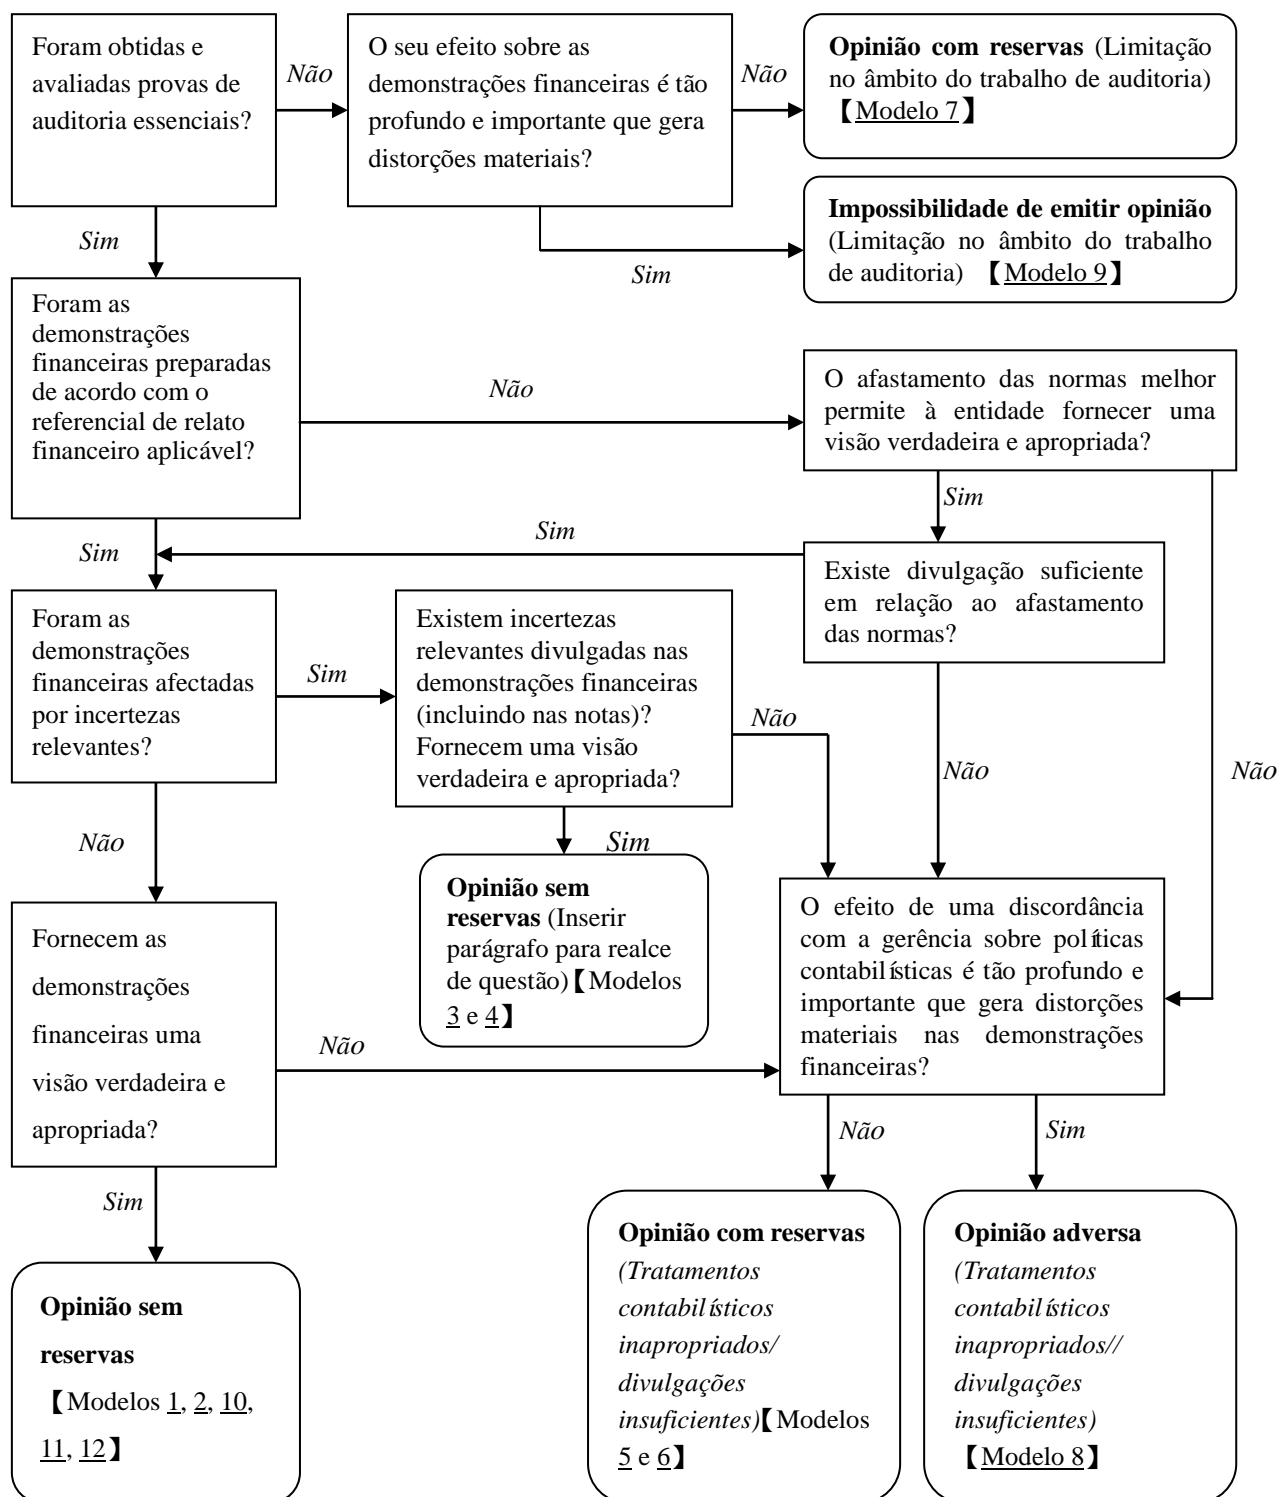 Foram obtidas e
avaliadas provas de
auditoria essenciais?
Não
O seu efeito sobre as
demonstrações financeiras é tão
profundo e importante que gera
distorções materiais?
Não
Opinião com reservas (Limitação
no âmbito do trabalho de auditoria)
【Modelo 7】
Sim
Sim
Impossibilidade de emitir opinião
(Limitação no âmbito do trabalho
de auditoria) 【Modelo 9】
Foram as
demonstrações
financeiras preparadas
de acordo com o
referencial de relato
financeiro aplicável?
Não
O afastamento das normas melhor
permite à entidade fornecer uma
visão verdadeira e apropriada?
Sim
Sim
Sim
Existe divulgação suficiente
em relação ao afastamento
das normas?
Foram as
demonstrações
financeiras afectadas
por incertezas
relevantes?
Sim
Existem incertezas
relevantes divulgadas nas
demonstrações financeiras
(incluindo nas notas)?
Fornecem uma visão
verdadeira e apropriada?
Não
Não
Não
Não
Sim
Opinião sem
reservas (Inserir
parágrafo para realce
de questão)【Modelos
3 e 4】
O efeito de uma discordância
com a gerência sobre políticas
contabilísticas é tão profundo e
importante que gera distorções
materiais nas demonstrações
financeiras?
Fornecem as
demonstrações
financeiras uma
visão verdadeira e
apropriada?
Não
Não
Sim
Sim
Opinião sem
reservas
【Modelos 1, 2, 10,
11, 12】
Opinião com reservas
(Tratamentos
contabilísticos
inapropriados/
divulgações
insuficientes)【Modelos
5 e 6】
Opinião adversa
(Tratamentos
contabilísticos
inapropriados//
divulgações
insuficientes)
【Modelo 8】